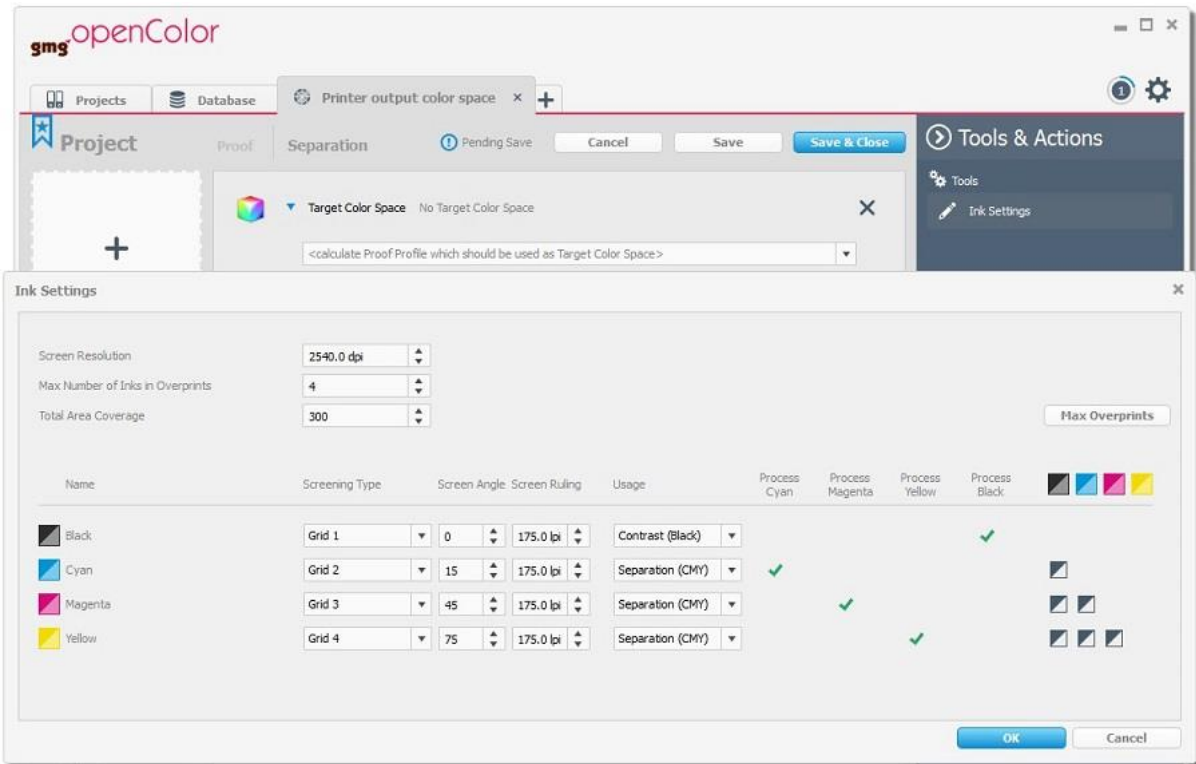 gmg openColor
Projects Database Printer output color space 1
Project Proof Separation Pending Save Cancel Save Save & Close Tools & Actions
Tools
Target Color Space No Target Color Space Ink Settings
<calculate Proof Profile which should be used as Target Color Space>
Ink Settings
Screen Resolution 2540.0 dpi
Max Number of Inks in Overprints 4
Total Area Coverage 300 Max Overprints
Name Screening Type Screen Angle Screen Ruling Usage Process Cyan Process Magenta Process Yellow Process Black
Black Grid 1 0 175.0 lpi Contrast (Black)
Cyan Grid 2 15 175.0 lpi Separation (CMY)
Magenta Grid 3 45 175.0 lpi Separation (CMY)
Yellow Grid 4 75 175.0 lpi Separation (CMY)
OK Cancel